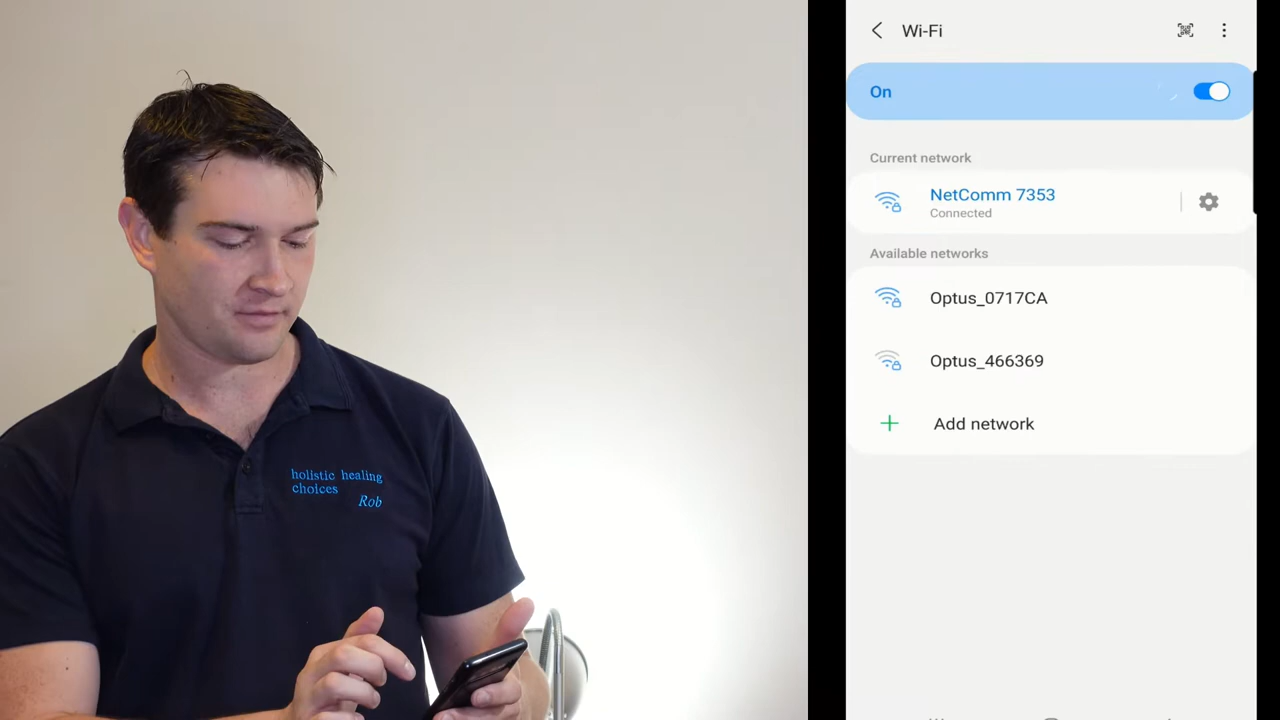 holistic healing
choices
Rob
Wi-Fi
On
Current network
NetComm 7353
Connected
Available networks
Optus_0717CA
Optus_466369
Add network